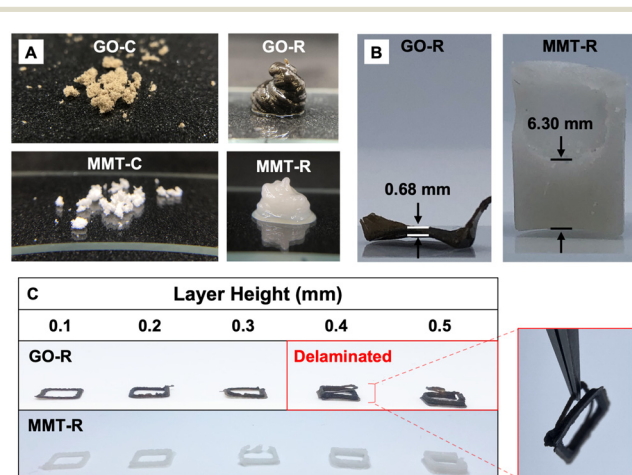 A
GO-C
GO-R
MMT-C
MMT-R
B
GO-R
MMT-R
0.68 mm
6.30 mm
C
Layer Height (mm)
0.1 0.2 0.3 0.4 0.5
GO-R
Delaminated
MMT-R